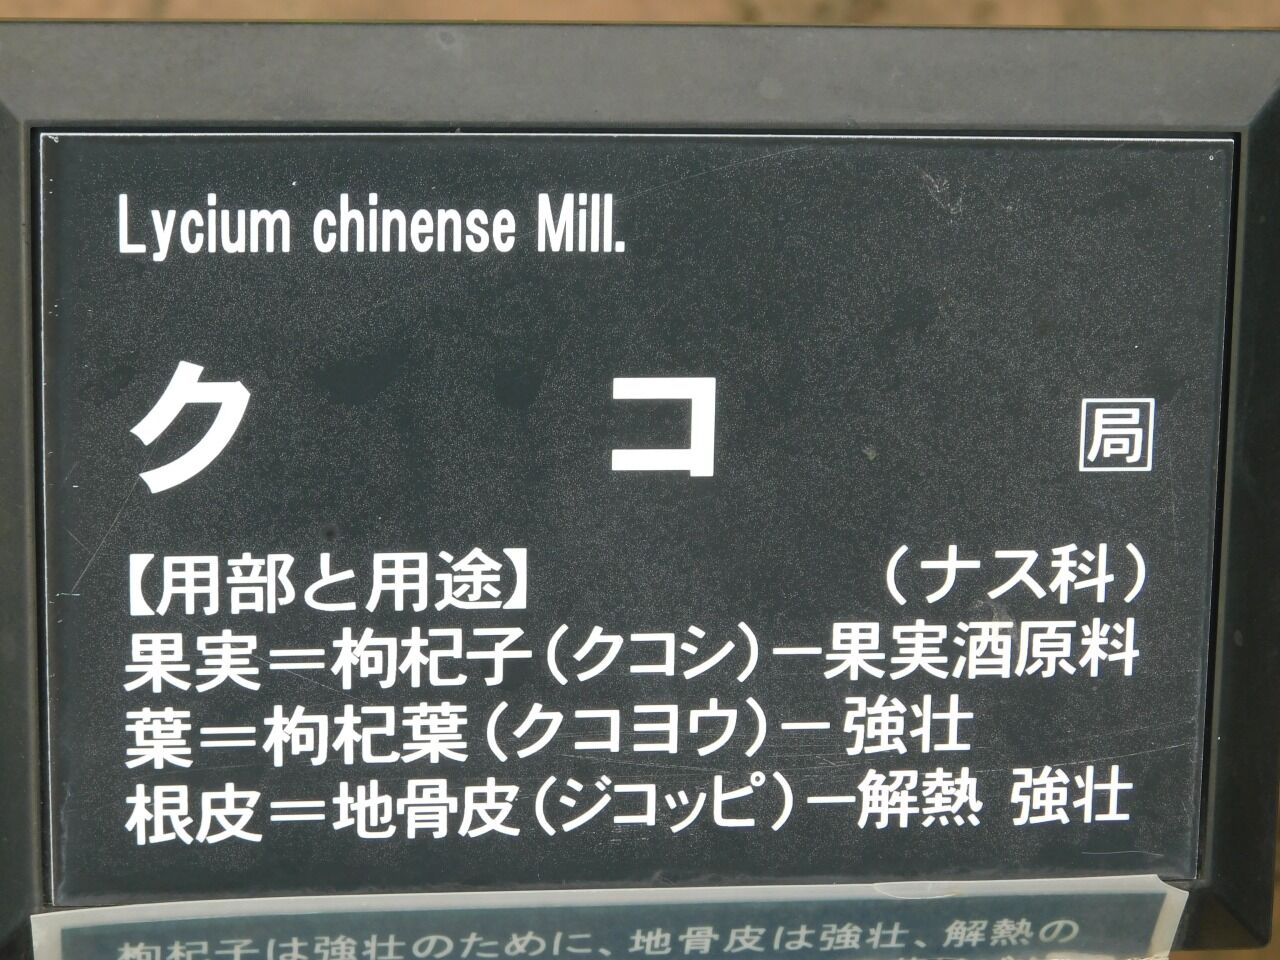 Lycium chinense Mill.
クコ 局
【用部と用途】 (ナス科)
果実=枸杞子(クコシ)-果実酒原料
葉=枸杞葉(クコヨウ)-強壮
根皮=地骨皮(ジコッピ)-解熱 強壮
枸杞子は強壮のために、地骨皮は強壮、解熱の